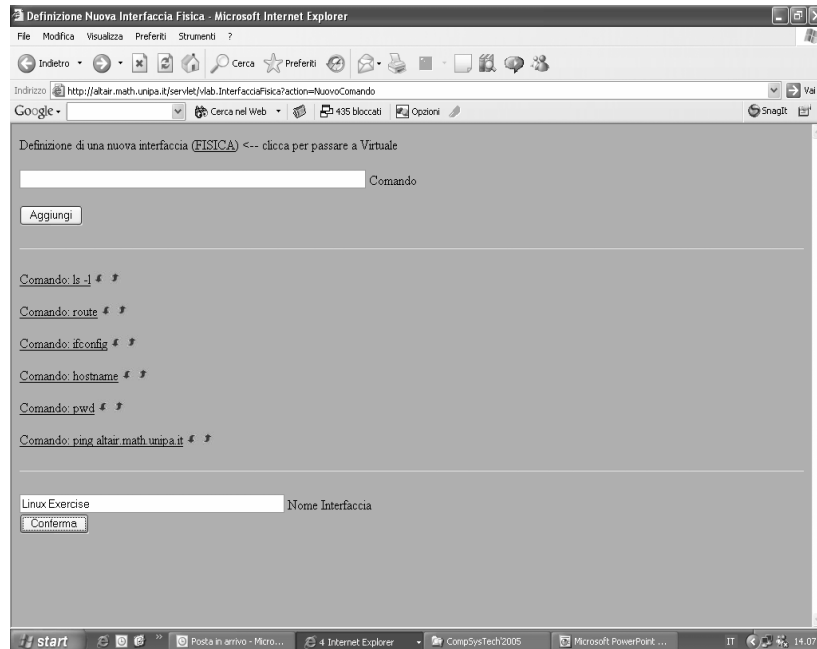 Definizione Nuova Interfaccia Fisica - Microsoft Internet Explorer
File Modifica Visualizza Preferiti Strumenti ?
Indietro Cerca Preferiti
Indirizzo http://altair.math.unipa.it/servlet/vlab.InterfacciaFisica?action=NuovoComando Vai
Google Cerca nel Web 435 bloccati Opzioni SnagIt
Definizione di una nuova interfaccia (FISICA) <-- clicca per passare a Virtuale
Comando
Aggiungi
Comando: ls -l
Comando: route
Comando: ifconfig
Comando: hostname
Comando: pwd
Comando: ping altair.math.unipa.it
Linux Exercise Nome Interfaccia
Conferma
start » Posta in arrivo - Micro... 4 Internet Explorer CompSysTech'2005 Microsoft PowerPoint ... IT 14.07